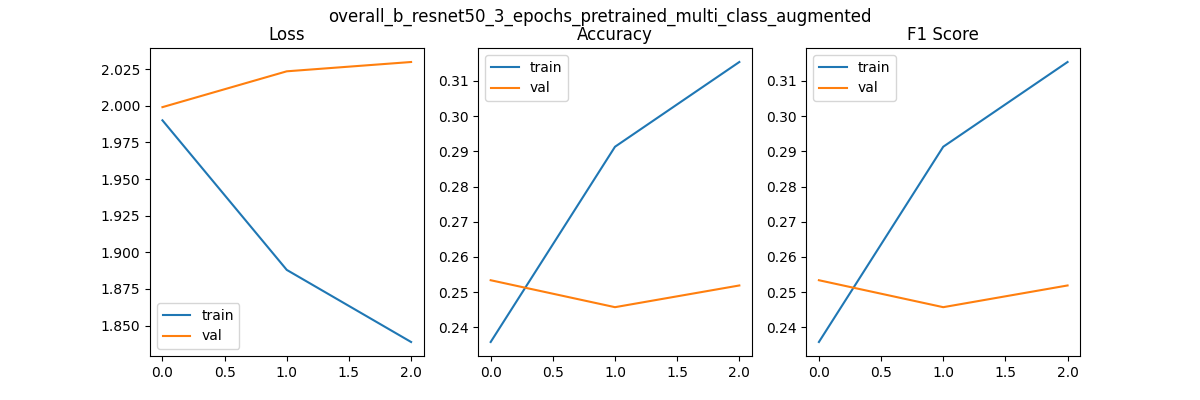 overall_b_resnet50_3_epochs_pretrained_multi_class_augmented
Loss
2.025
2.000
1.975
1.950
1.925
1.900
1.875
1.850
train
val
0.0 0.5 1.0 1.5 2.0
Accuracy
train
val
0.31
0.30
0.29
0.28
0.27
0.26
0.25
0.24
0.0 0.5 1.0 1.5 2.0
F1 Score
train
val
0.31
0.30
0.29
0.28
0.27
0.26
0.25
0.24
0.0 0.5 1.0 1.5 2.0